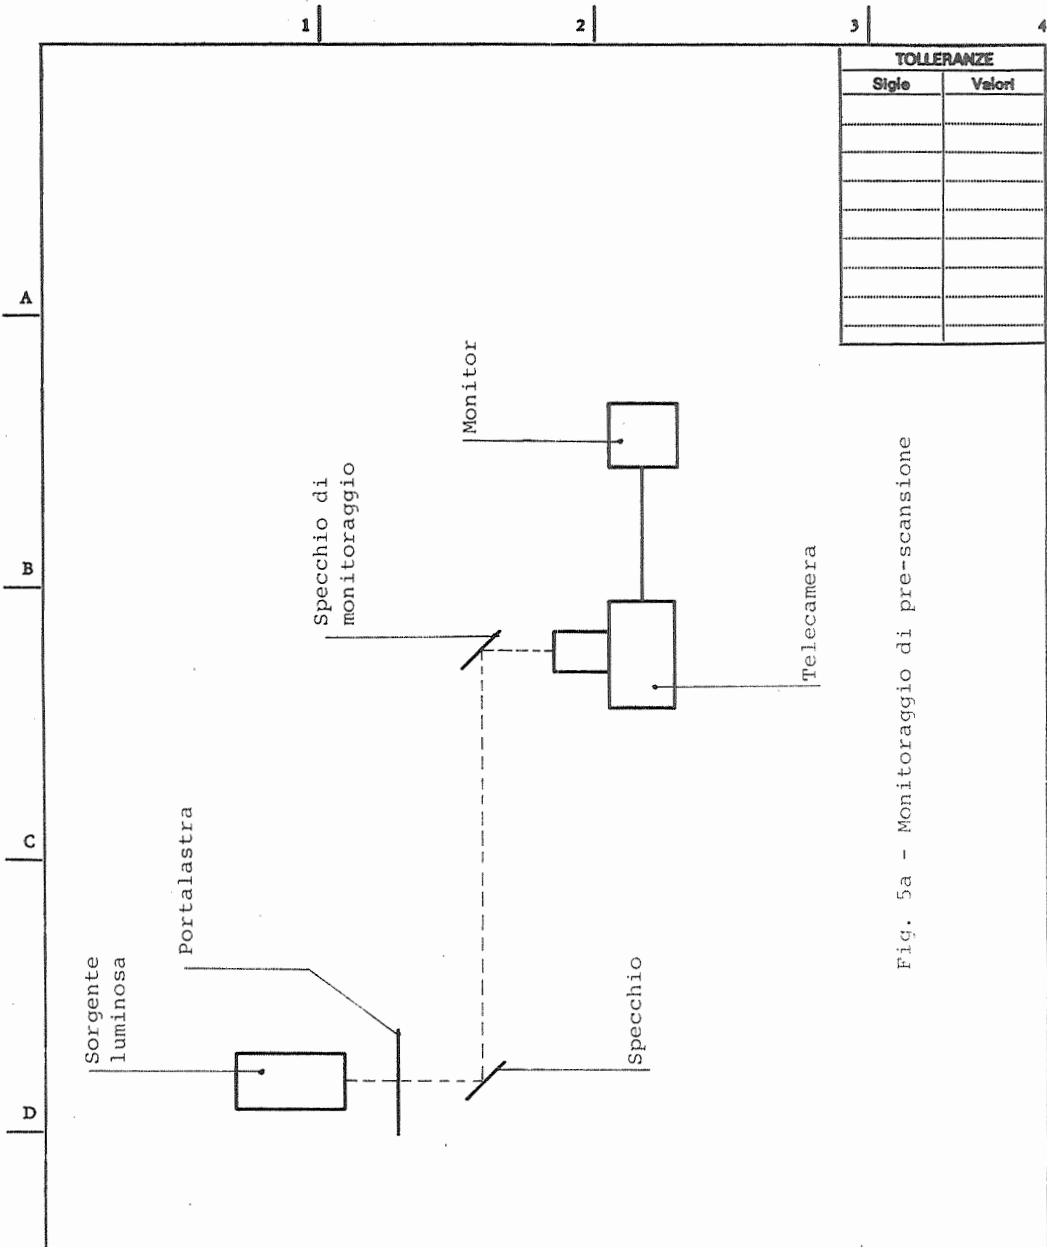 1
2
3
4
TOLLERANZE
Sigle
Valori
A
B
C
D
Monitor
Specchio di
monitoraggio
Telecamera
Portalastra
Sorgente
luminosa
Specchio
Fig. 5a - Monitoraggio di pre-scansione